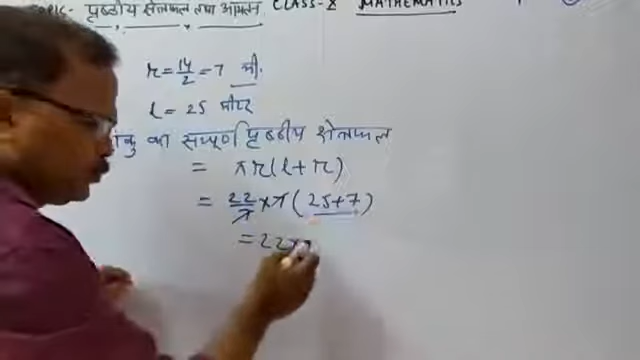 TOPIC- पृष्ठीय क्षेत्रफल तथा आयतन CLASS-X MATHEMATICS
r = 14/2 = 7 मी.
l = 25 मीटर
शंकु का सम्पूर्ण पृष्ठीय क्षेत्रफल
= πr(l+r)
= 22/7 × 7 (25+7)
= 22×